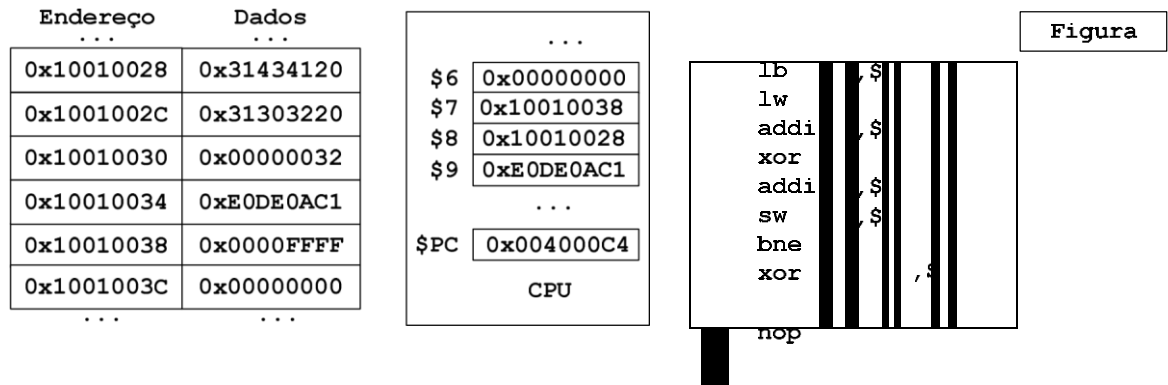 Endereço Dados
... ...
0x10010028 0x31434120
0x1001002C 0x31303220
0x10010030 0x00000032
0x10010034 0xE0DE0AC1
0x10010038 0x0000FFFF
0x1001003C 0x00000000
... ...
...
$6 0x00000000
$7 0x10010038
$8 0x10010028
$9 0xE0DE0AC1
...
$PC 0x004000C4
CPU
Figura
lb ,$
lw
addi ,$
xor
addi ,$
sw ,$
bne
xor ,$
nop